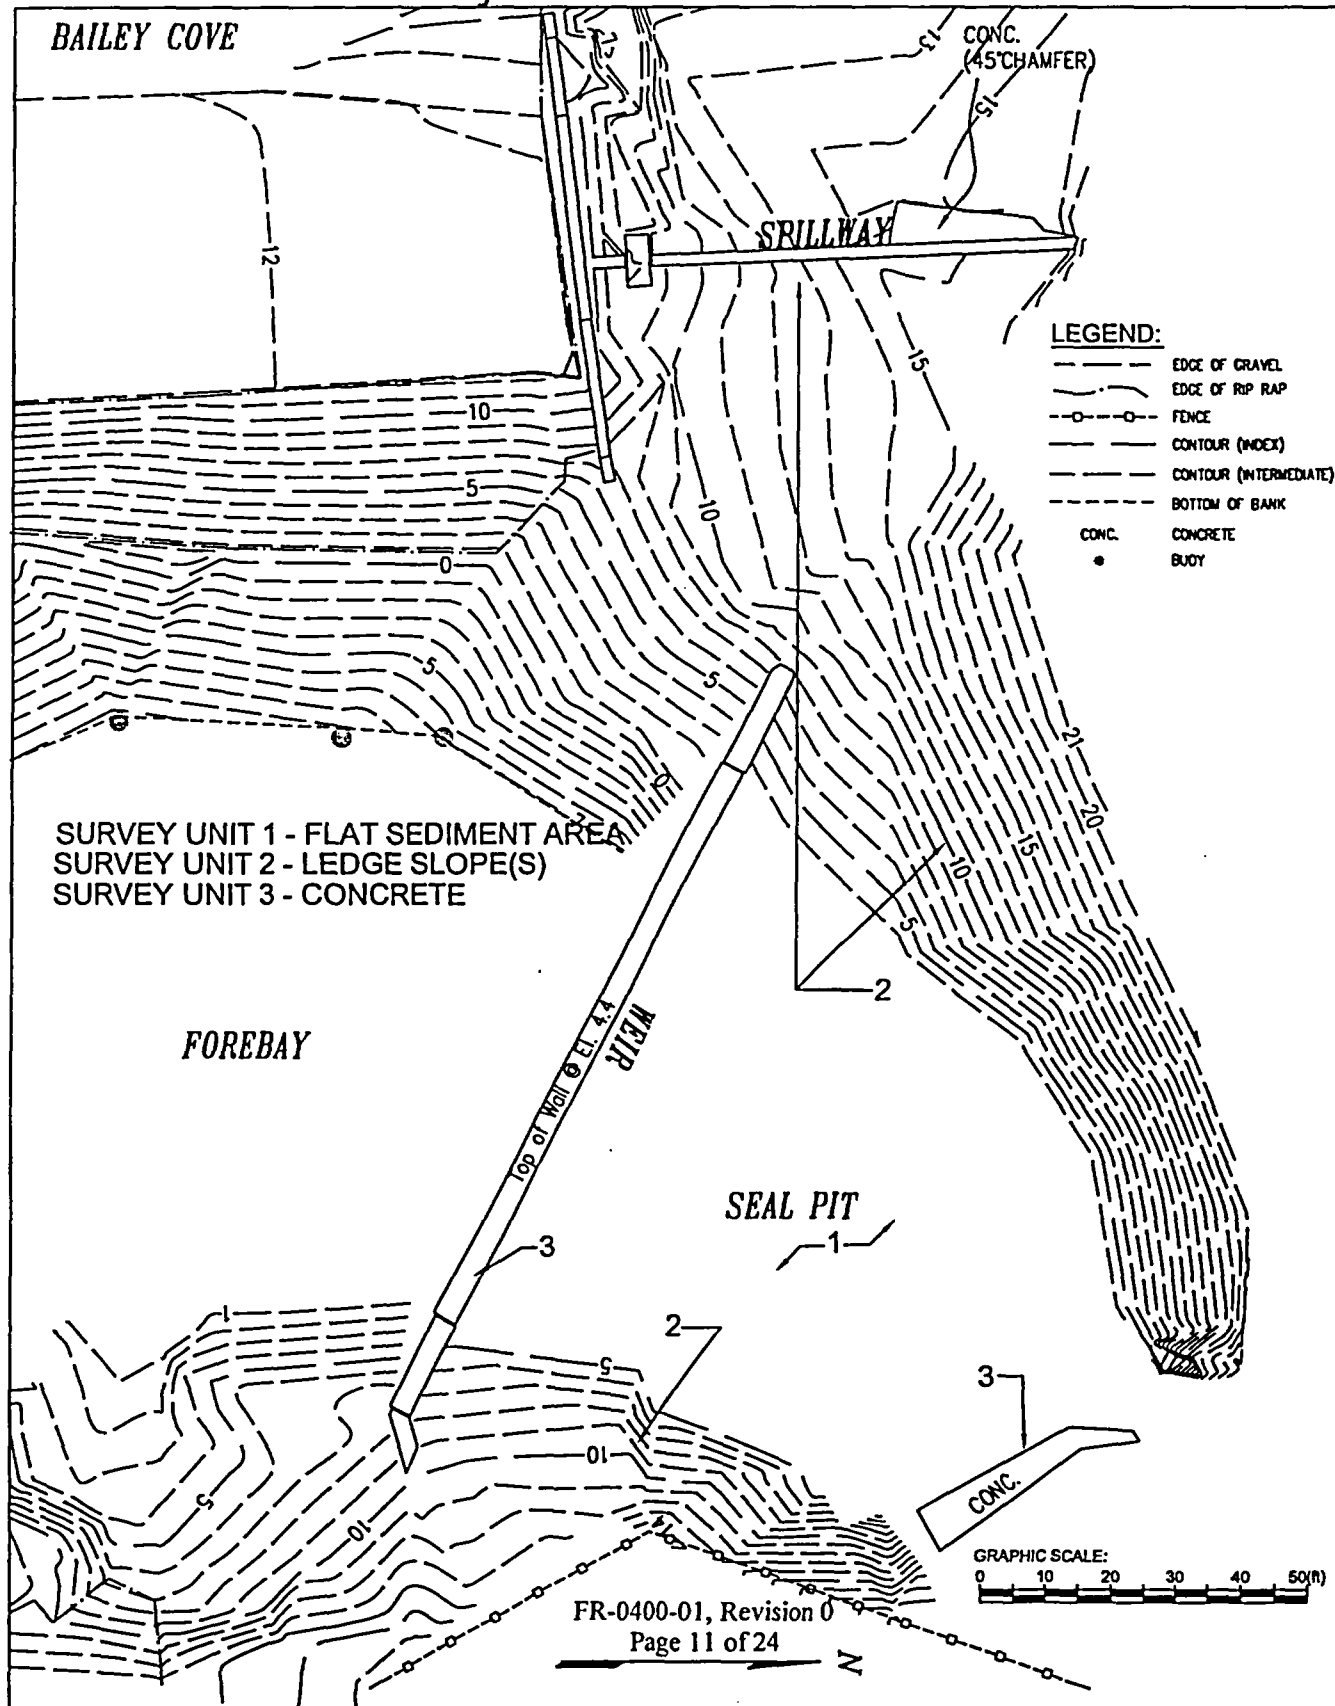 BAILEY COVE
CONC.
(45°CHAMFER)
13
15
12
SPILLWAY
15
LEGEND:
EDGE OF GRAVEL
EDGE OF RIP RAP
FENCE
CONTOUR (INDEX)
CONTOUR (INTERMEDIATE)
BOTTOM OF BANK
CONC. CONCRETE
BUOY
10
5
0
10
5
5
21
20
15
10
5
0
SURVEY UNIT 1 - FLAT SEDIMENT AREA
SURVEY UNIT 2 - LEDGE SLOPE(S)
SURVEY UNIT 3 - CONCRETE
2
FOREBAY
WEIR
Top of Wall @ El. 4.4
SEAL PIT
1
3
1
2
5
3
10
5
10
14
CONC.
GRAPHIC SCALE:
0 10 20 30 40 50(ft)
FR-0400-01, Revision 0
Page 11 of 24
N